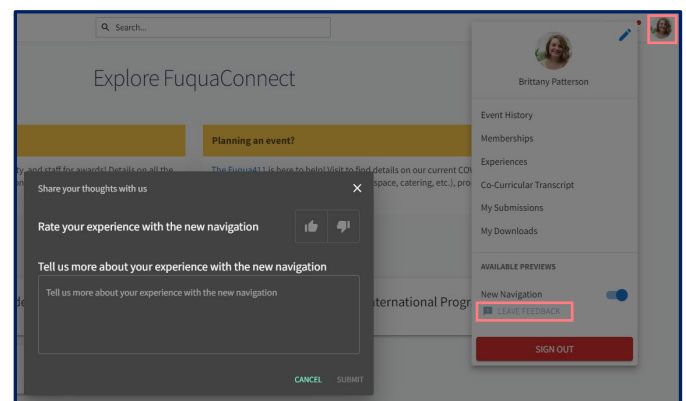 Search...
Explore FuquaConnect
Planning an event?
ty, and staff for awards! Details on all the
The Fuqua411 is here to help! Visit to find details on our current COV
space, catering, etc.), pro
nternational Progr
Share your thoughts with us
Rate your experience with the new navigation
Tell us more about your experience with the new navigation
Tell us more about your experience with the new navigation
CANCEL SUBMIT
Brittany Patterson
Event History
Memberships
Experiences
Co-Curricular Transcript
My Submissions
My Downloads
AVAILABLE PREVIEWS
New Navigation
LEAVE FEEDBACK
SIGN OUT